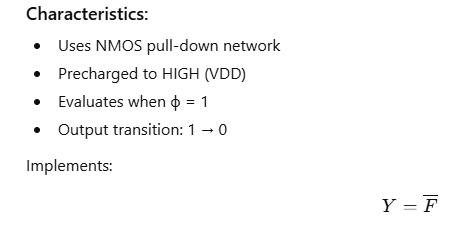 Characteristics:
• Uses NMOS pull-down network
• Precharged to HIGH (VDD)
• Evaluates when ϕ = 1
• Output transition: 1 → 0
Implements:
Y = F̅